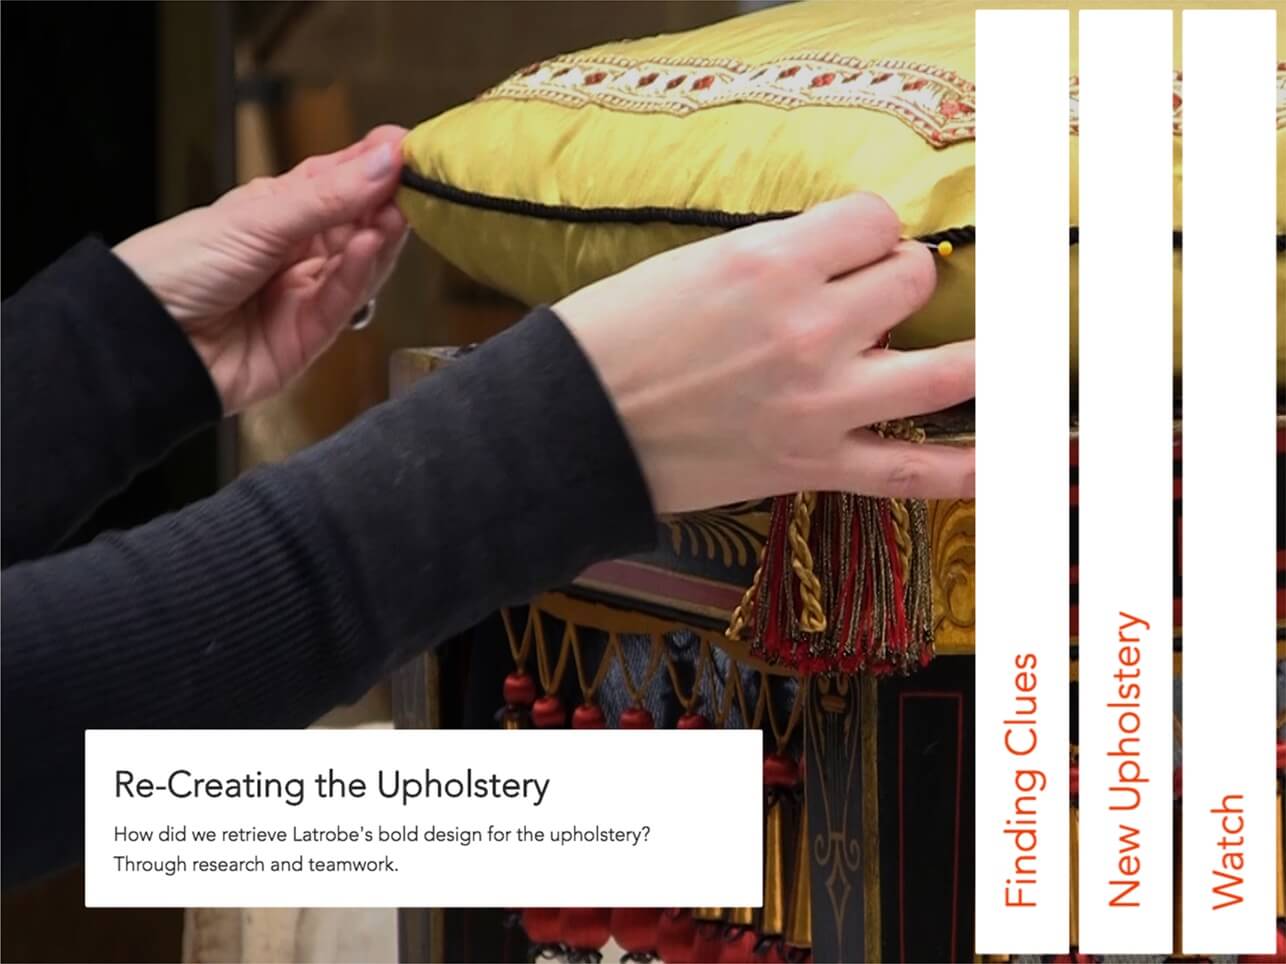 Re-Creating the Upholstery
How did we retrieve Latrobe's bold design for the upholstery?
Through research and teamwork.
Finding Clues
New Upholstery
Watch